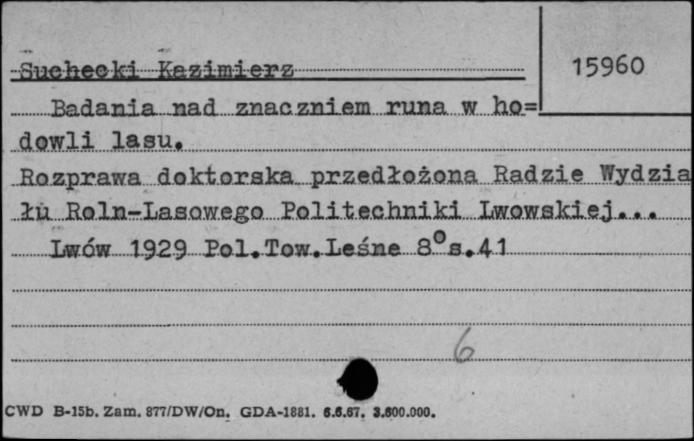 Suchecki Kazimierz
15960
Badania nad znaczniem runa w ho=
dowli lasu.
Rozprawa doktorska przedłożona Radzie Wydzia
łu Roln-Lasowego Politechniki Lwowskiej...
Lwów 1929 Pol.Tow.Leśne 8° s.41
6
CWD B-15b. Zam. 877/DW/On. GDA-1881. 6.6.67. 3.600.000.